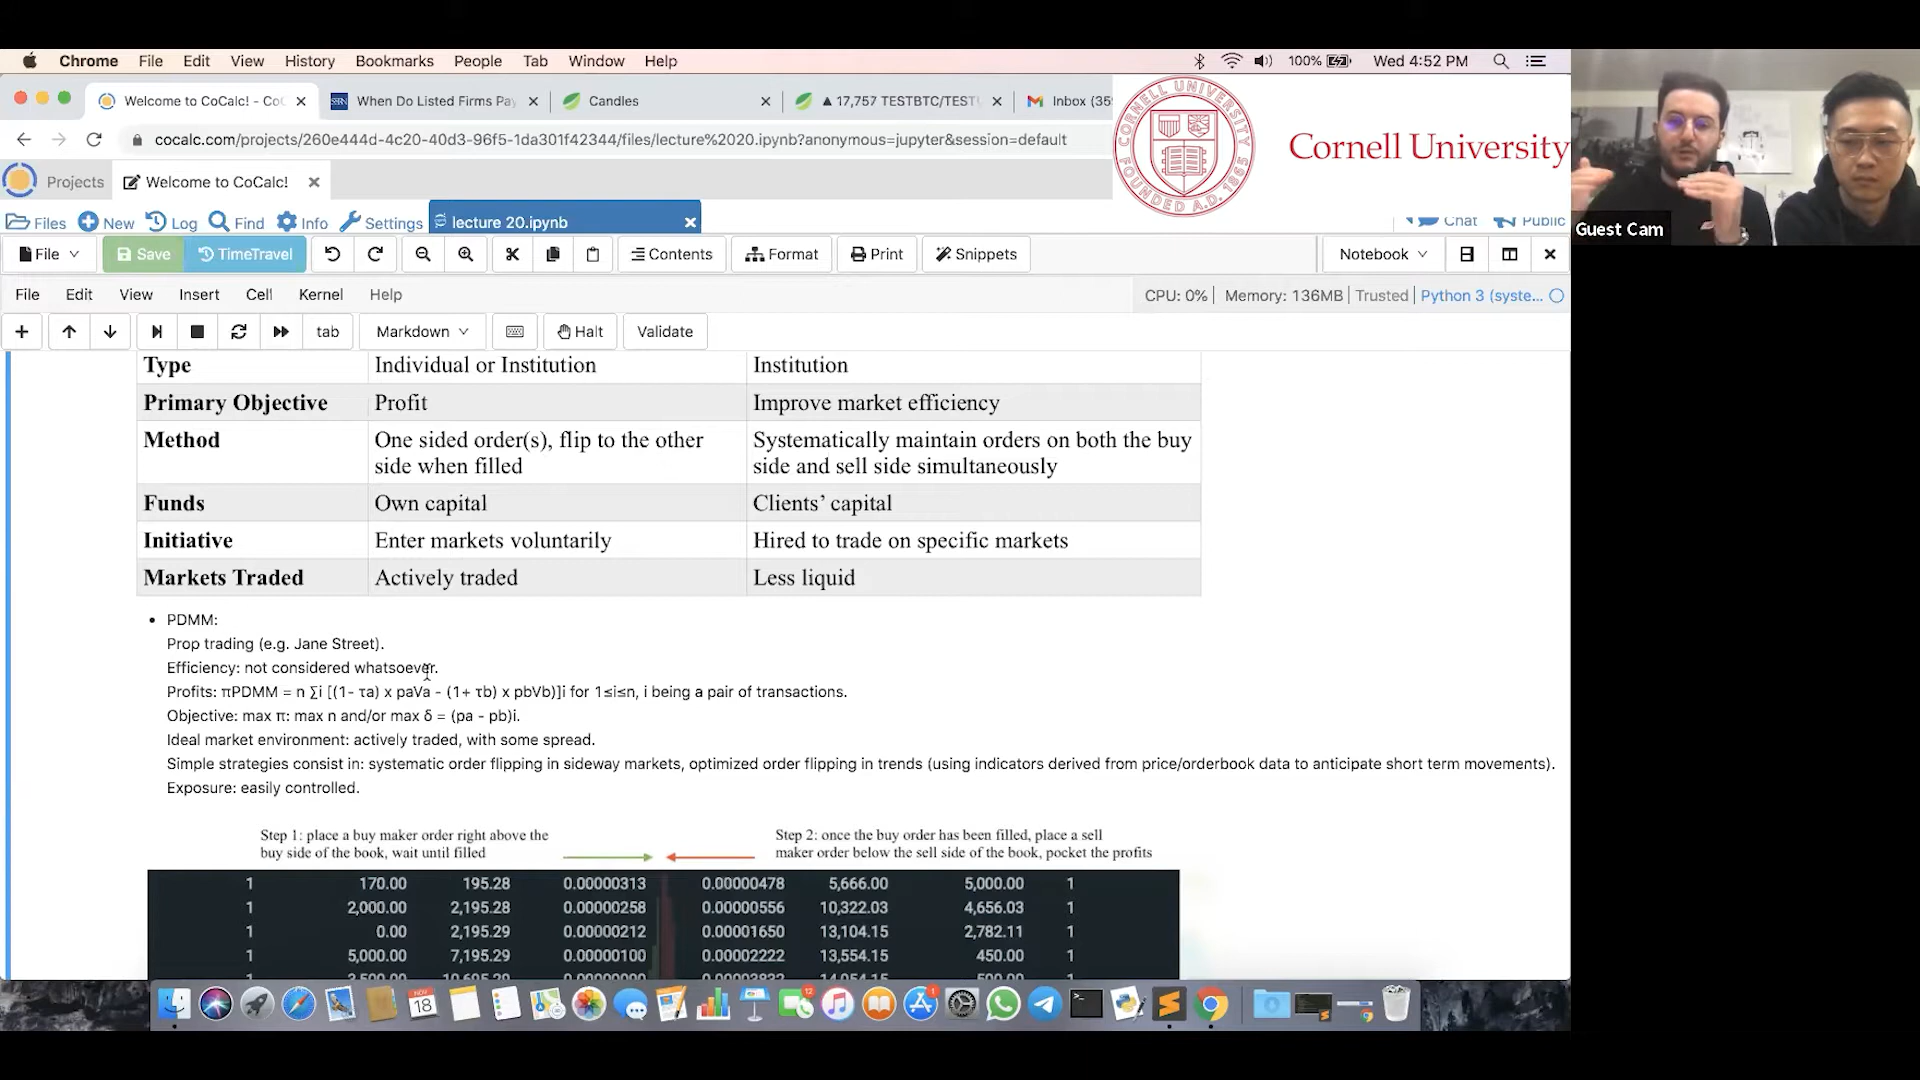 Chrome File Edit View History Bookmarks People Tab Window Help 100% Wed 4:52 PM
Welcome to CoCalc! - Co When Do Listed Firms Pay Candles ▲ 17,757 TESTBTC/TESTU Inbox (35
cocalc.com/projects/260e444d-4c20-40d3-96f5-1da301f42344/files/lecture%2020.ipynb?anonymous=jupyter&session=default
CORNELL UNIVERSITY FOUNDED A.D. 1865
Cornell University
Projects Welcome to CoCalc!
Files New Log Find Info Settings lecture 20.ipynb Chat Public
Guest Cam
File Save TimeTravel Contents Format Print Snippets Notebook
File Edit View Insert Cell Kernel Help CPU: 0% Memory: 136MB Trusted Python 3 (syste...
tab Markdown Halt Validate
Type Individual or Institution Institution
Primary Objective Profit Improve market efficiency
Method One sided order(s), flip to the other Systematically maintain orders on both the buy
side when filled side and sell side simultaneously
Funds Own capital Clients’ capital
Initiative Enter markets voluntarily Hired to trade on specific markets
Markets Traded Actively traded Less liquid
• PDMM:
Prop trading (e.g. Jane Street).
Efficiency: not considered whatsoever.
Profits: πPDMM = n ∑i [(1- τa) x paVa - (1+ τb) x pbVb)]i for 1≤i≤n, i being a pair of transactions.
Objective: max π: max n and/or max δ = (pa - pb)i.
Ideal market environment: actively traded, with some spread.
Simple strategies consist in: systematic order flipping in sideway markets, optimized order flipping in trends (using indicators derived from price/orderbook data to anticipate short term movements).
Exposure: easily controlled.
Step 1: place a buy maker order right above the
buy side of the book, wait until filled
Step 2: once the buy order has been filled, place a sell
maker order below the sell side of the book, pocket the profits
1 170.00 195.28 0.00000313 0.00000478 5,666.00 5,000.00 1
1 2,000.00 2,195.28 0.00000258 0.00000556 10,322.03 4,656.03 1
1 0.00 2,195.29 0.00000212 0.00001650 13,104.15 2,782.11 1
1 5,000.00 7,195.29 0.00000100 0.00002222 13,554.15 450.00 1
NOV
18
12
1